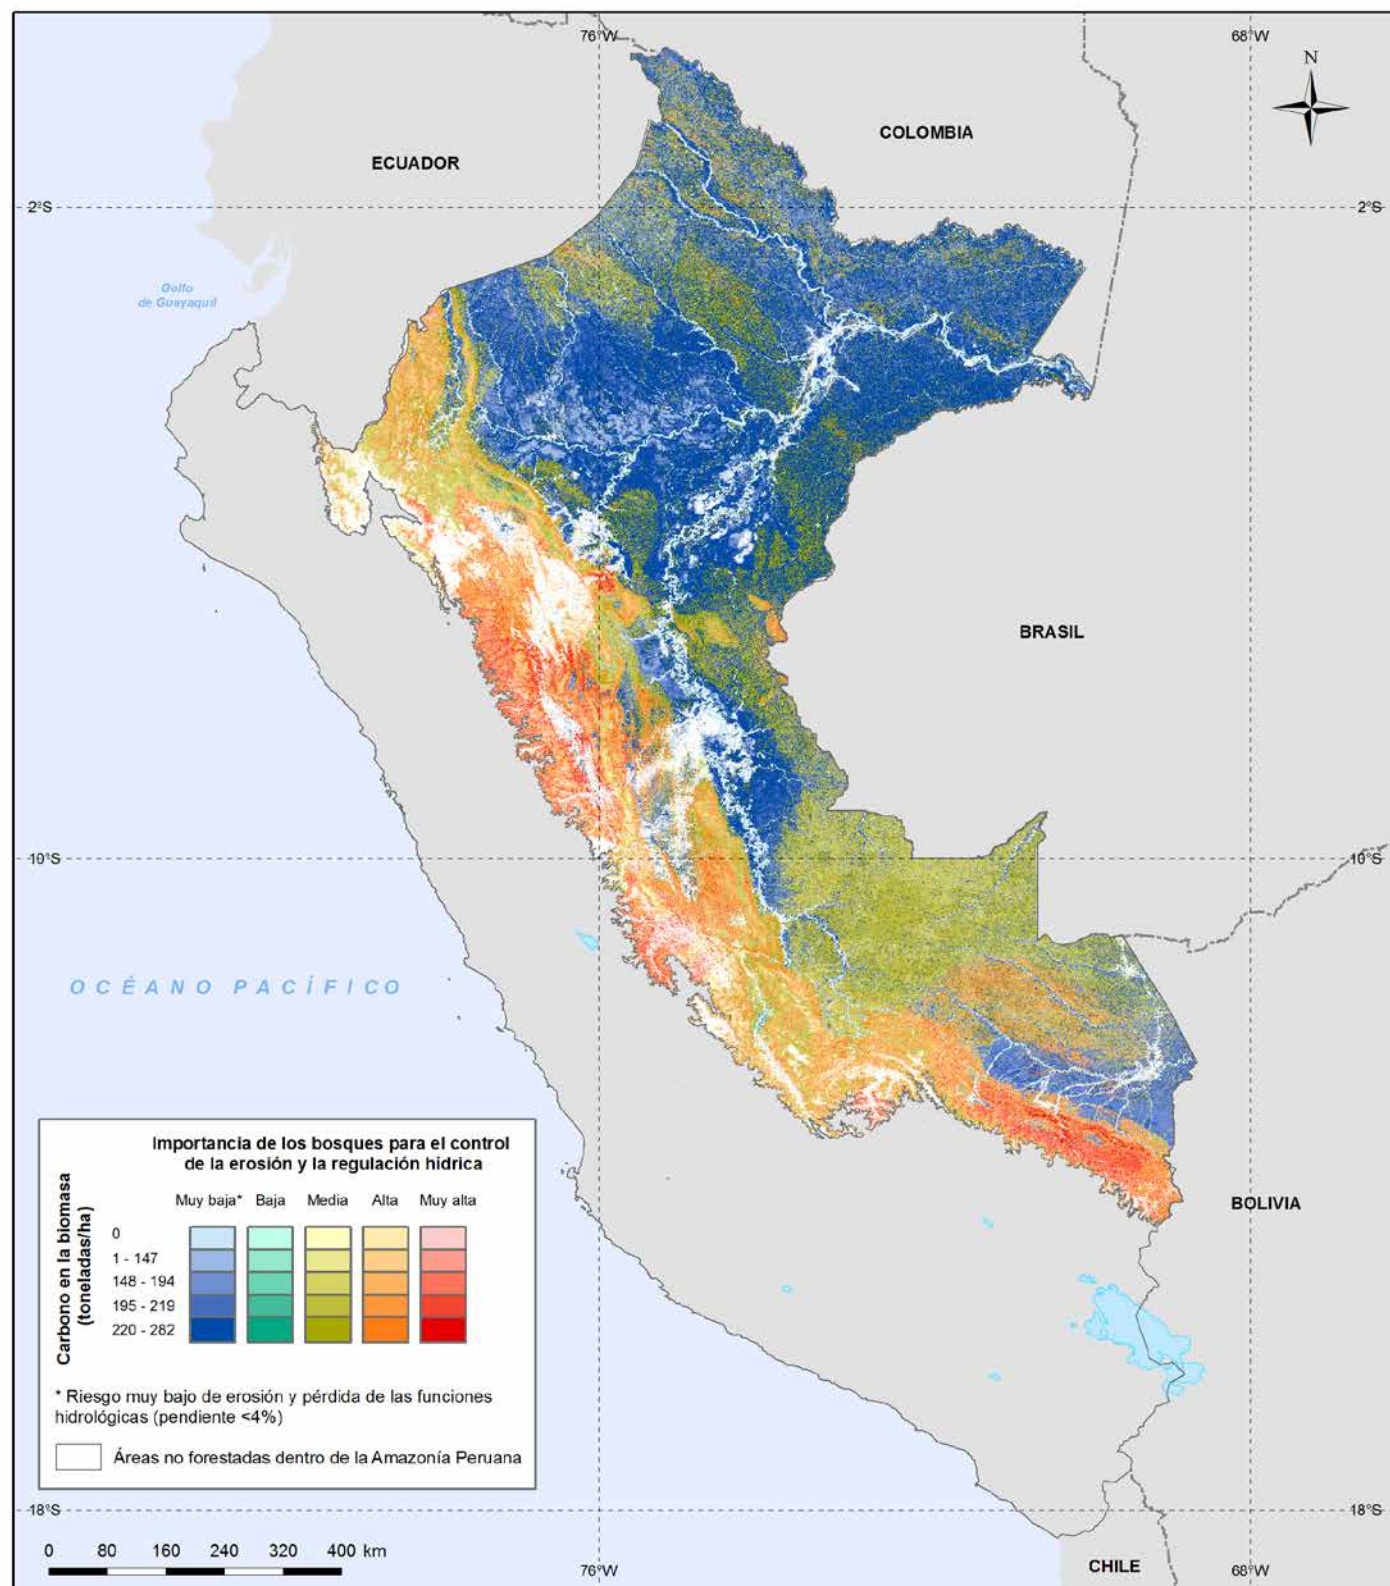 76°W
68°W
N
COLOMBIA
ECUADOR
2°S
2°S
Golfo
de Guayaquil
BRASIL
10°S
10°S
OCÉANO PACÍFICO
Importancia de los bosques para el control
de la erosión y la regulación hídrica
Carbono en la biomasa
(toneladas/ha)
Muy baja* Baja Media Alta Muy alta
0
1 - 147
148 - 194
195 - 219
220 - 282
* Riesgo muy bajo de erosión y pérdida de las funciones
hidrológicas (pendiente <4%)
Áreas no forestadas dentro de la Amazonía Peruana
BOLIVIA
18°S
18°S
0 80 160 240 320 400 km
76°W
68°W
CHILE